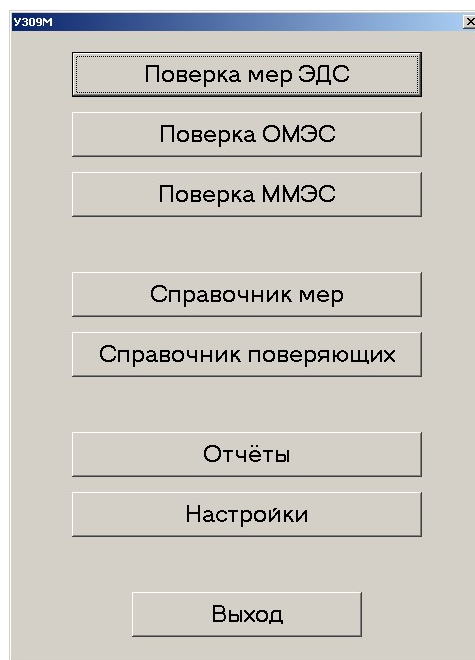 У309М
Поверка мер ЭДС
Поверка ОМЭС
Поверка ММЭС
Справочник мер
Справочник поверяющих
Отчёты
Настройки
Выход